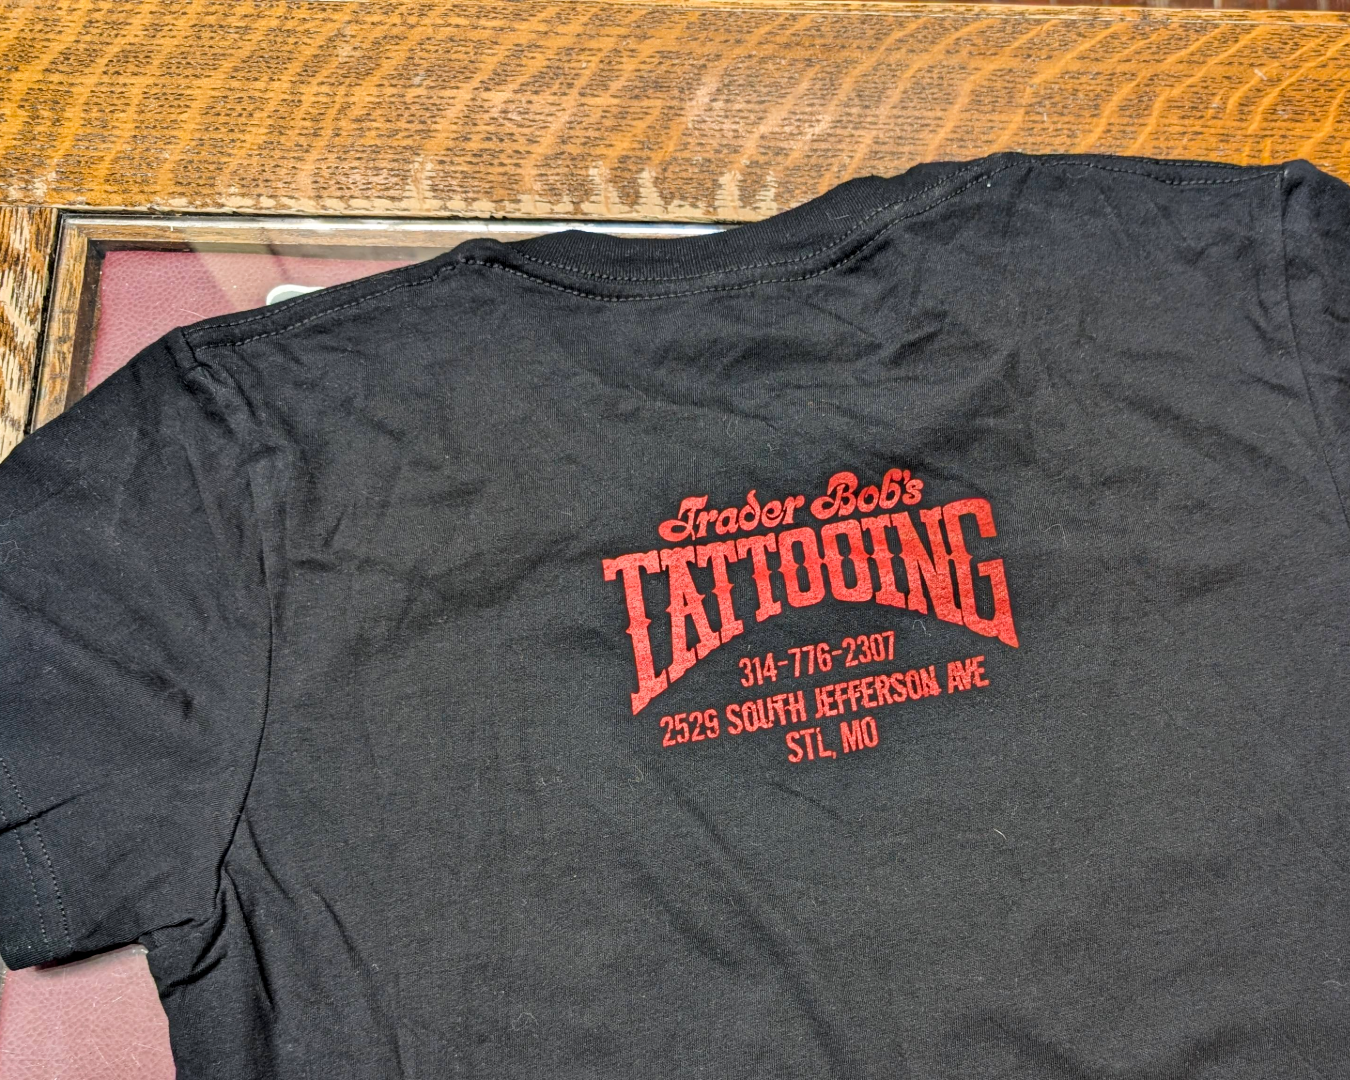 Trader Bob's
TATTOOING
314-776-2307
2529 SOUTH JEFFERSON AVE
STL, MO